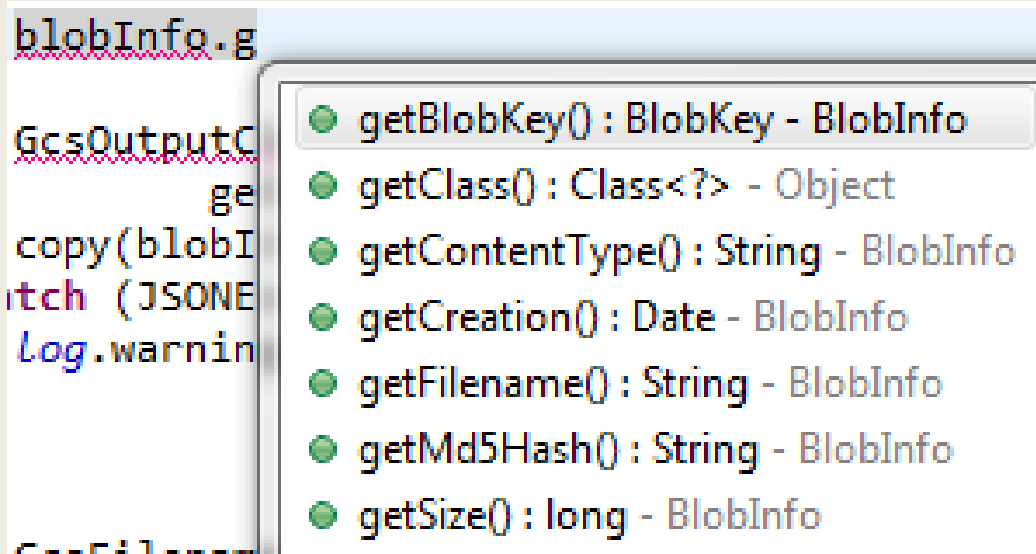 blobInfo.g
getBlobKey() : BlobKey - BlobInfo
getClass() : Class<?> - Object
getContentType() : String - BlobInfo
getCreation() : Date - BlobInfo
getFilename() : String - BlobInfo
getMd5Hash() : String - BlobInfo
getSize() : long - BlobInfo
GcsOutputC
ge
copy(blobI
tch (JSONE
log.warnin